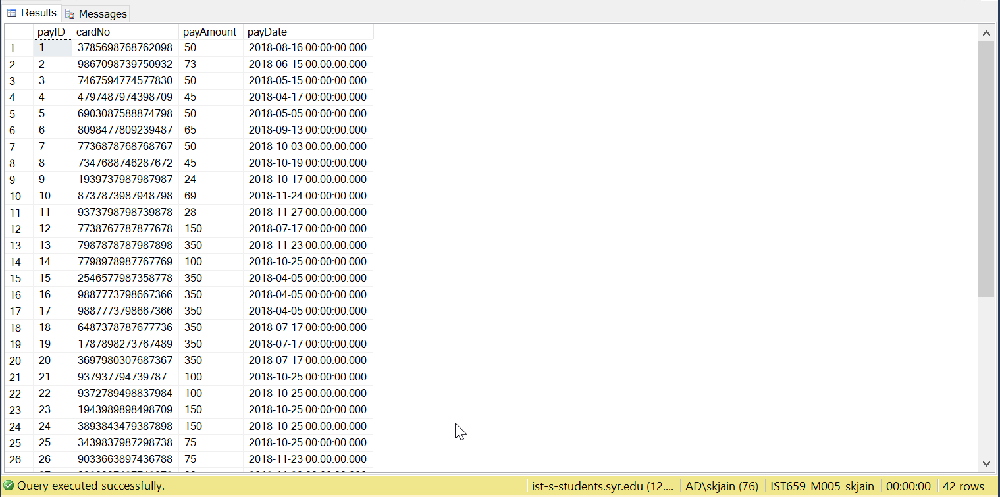 Results Messages
payID cardNo payAmount payDate
1 1 3785698768762098 50 2018-08-16 00:00:00.000
2 2 9867098739750932 73 2018-06-15 00:00:00.000
3 3 7467594774577830 50 2018-05-15 00:00:00.000
4 4 4797487974398709 45 2018-04-17 00:00:00.000
5 5 6903087588874798 50 2018-05-05 00:00:00.000
6 6 8098477809239487 65 2018-09-13 00:00:00.000
7 7 7736878768768767 50 2018-10-03 00:00:00.000
8 8 7347688746287672 45 2018-10-19 00:00:00.000
9 9 1939737987987987 24 2018-10-17 00:00:00.000
10 10 8737873987948798 69 2018-11-24 00:00:00.000
11 11 9373798798739878 28 2018-11-27 00:00:00.000
12 12 7738767787877678 150 2018-07-17 00:00:00.000
13 13 7987878787987898 350 2018-11-23 00:00:00.000
14 14 7798978987767769 100 2018-10-25 00:00:00.000
15 15 2546577987358778 350 2018-04-05 00:00:00.000
16 16 9887773798667366 350 2018-04-05 00:00:00.000
17 17 9887773798667366 350 2018-04-05 00:00:00.000
18 18 6487378787677736 350 2018-07-17 00:00:00.000
19 19 1787898273767489 350 2018-07-17 00:00:00.000
20 20 3697980307687367 350 2018-07-17 00:00:00.000
21 21 937937794739787 100 2018-10-25 00:00:00.000
22 22 9372789498837984 100 2018-10-25 00:00:00.000
23 23 1943989898498709 150 2018-10-25 00:00:00.000
24 24 3893843479387898 150 2018-10-25 00:00:00.000
25 25 3439837987298738 75 2018-10-25 00:00:00.000
26 26 9033663897436788 75 2018-11-23 00:00:00.000
Query executed successfully. ist-s-students.syr.edu (12.... AD\skjain (76) IST659_M005_skjain 00:00:00 42 rows